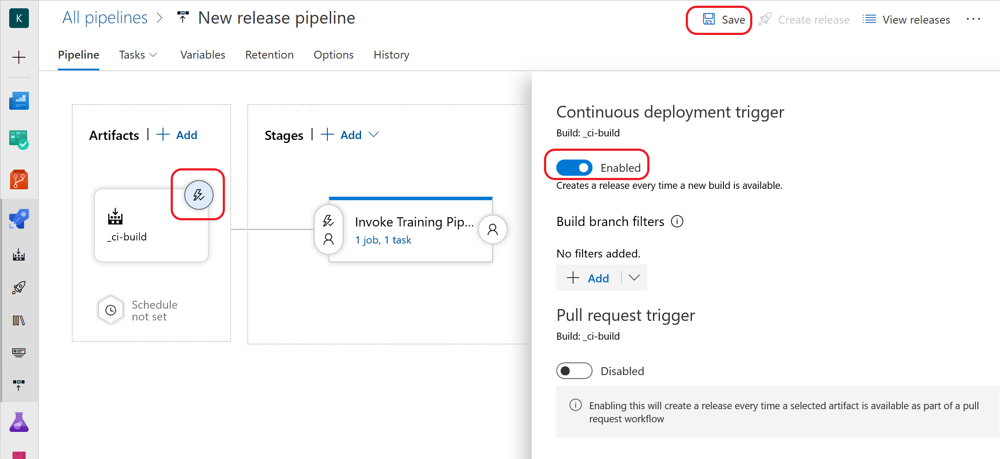 K
All pipelines
New release pipeline
Save
Create release
View releases
Pipeline
Tasks
Variables
Retention
Options
History
Artifacts
Add
Stages
Add
_ci-build
Invoke Training Pip...
1 job, 1 task
Schedule
not set
Continuous deployment trigger
Build: _ci-build
Enabled
Creates a release every time a new build is available.
Build branch filters
No filters added.
Add
Pull request trigger
Build: _ci-build
Disabled
Enabling this will create a release every time a selected artifact is available as part of a pull
request workflow